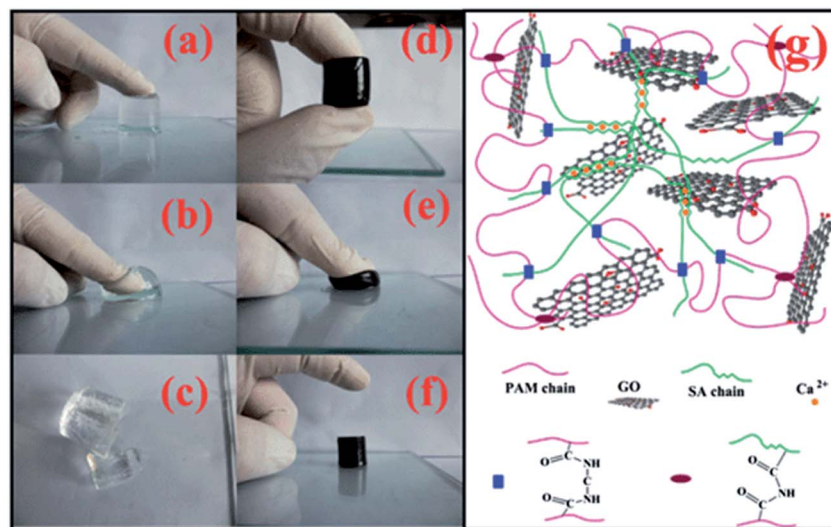 (a)
(d)
(g)
(b)
(e)
(c)
(f)
PAM chain GO SA chain Ca2+
O C NH
C
O C NH
O C
NH
O C